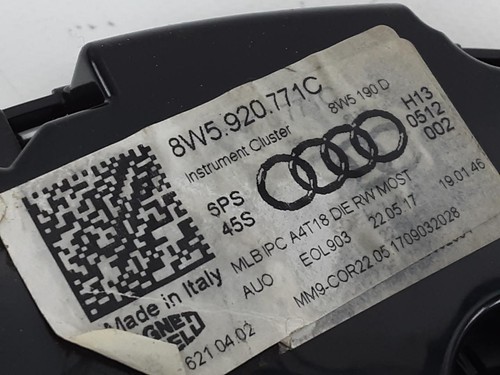 8W5.920.771C
Instrument Cluster
8W5 190 D
H13
0512
002
SPS
45S
MLB IPC A4T18 DIE RW MOST
AUO EOL903 22.05.17 19.01.46
MM9-COR22.05.1709032028
Made in Italy
621 04 02